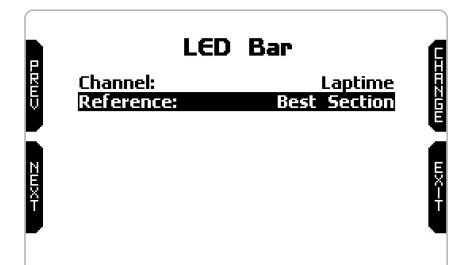 LED Bar
PREV
CHANGE
Channel: Laptime
Reference: Best Section
NEXT
EXIT